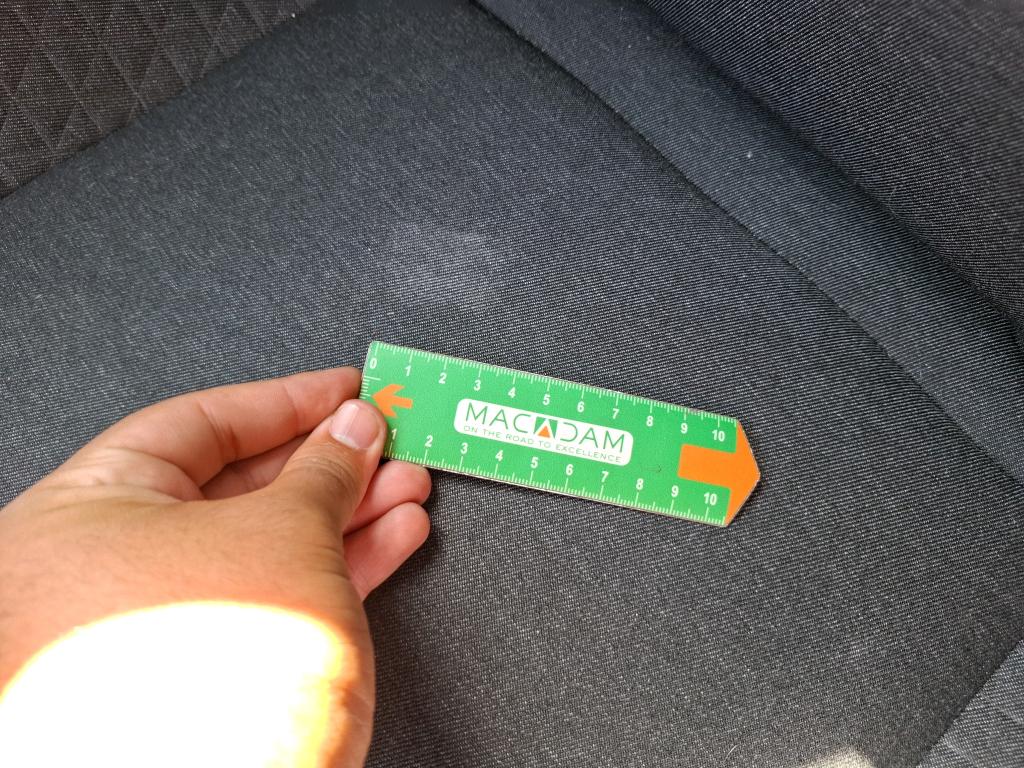 0 1 2 3 4 5 6 7 8 9 10
MACADAM
ON THE ROAD TO EXCELLENCE
1 2 3 4 5 6 7 8 9 10